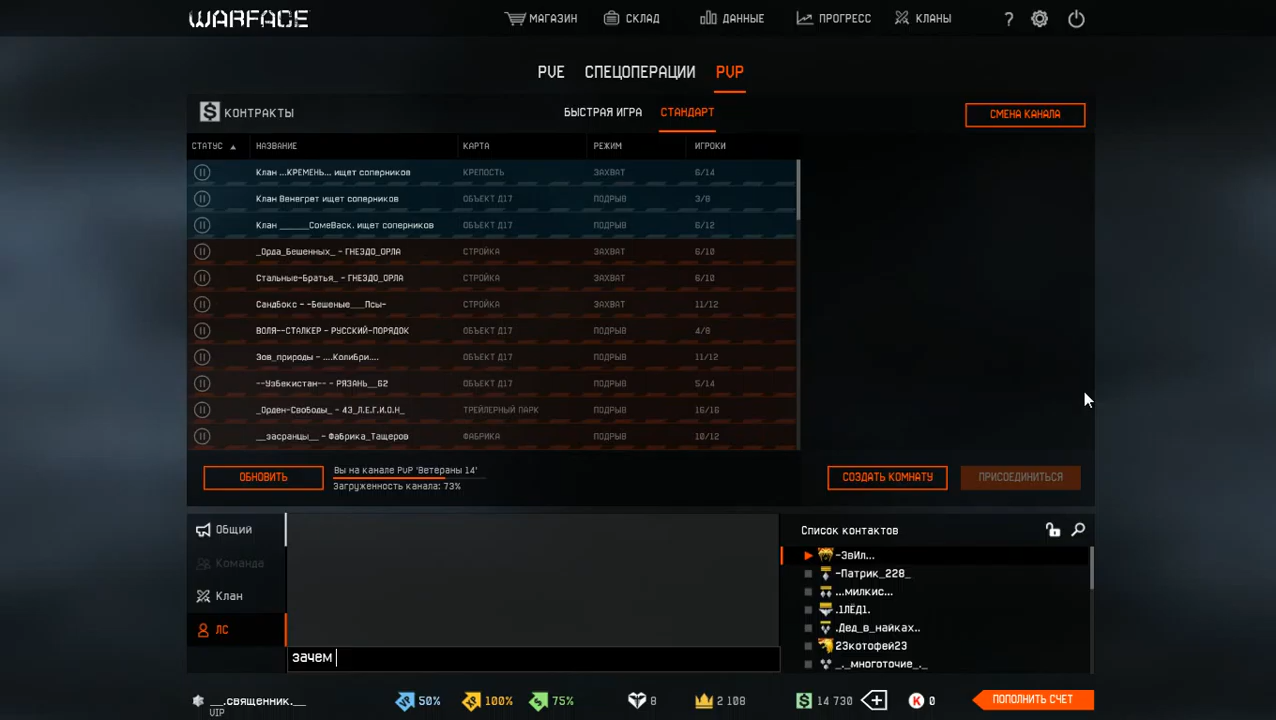 WARFACE
МАГАЗИН СКЛАД ДАННЫЕ ПРОГРЕСС КЛАНЫ ?
PVE СПЕЦОПЕРАЦИИ PVP
КОНТРАКТЫ БЫСТРАЯ ИГРА СТАНДАРТ СМЕНА КАНАЛА
СТАТУС НАЗВАНИЕ КАРТА РЕЖИМ ИГРОКИ
Клан ...КРЕМЕНЬ... ищет соперников КРЕПОСТЬ ЗАХВАТ 6/14
Клан Венегрет ищет соперников ОБЪЕКТ Д17 ПОДРЫВ 3/8
Клан ______СомеВаск. ищет соперников ОБЪЕКТ Д17 ПОДРЫВ 6/12
_Орда_Бешенных_ - ГНЕЗДО_ОРЛА СТРОЙКА ЗАХВАТ 6/10
Стальные-Братья_ - ГНЕЗДО_ОРЛА СТРОЙКА ЗАХВАТ 6/10
Сандбокс - -Бешеные___Псы- СТРОЙКА ЗАХВАТ 11/12
ВОЛЯ--СТАЛКЕР - РУССКИЙ-ПОРЯДОК ОБЪЕКТ Д17 ПОДРЫВ 4/8
Зов_природы - ....Колибри.... ОБЪЕКТ Д17 ПОДРЫВ 11/12
--Узбекистан-- - РЯЗАНЬ__62 ОБЪЕКТ Д17 ПОДРЫВ 5/14
_Орден-Свободы_ - 43_Л.Е.Г.И.О.Н_ ТРЕЙЛЕРНЫЙ ПАРК ПОДРЫВ 16/16
__засранцы__ - Фабрика_Тащеров ФАБРИКА ПОДРЫВ 10/12
ОБНОВИТЬ Вы на канале PvP 'Ветераны 14' СОЗДАТЬ КОМНАТУ ПРИСОЕДИНИТЬСЯ
Загруженность канала: 73%
Общий Список контактов
-ЗвИл...
Команда -Патрик_228_
...милкис...
Клан .1ЛЁД1.
ЛС .Дед_в_найках..
23котофей23
зачем _._многоточие_._
__.священник.__ 50% 100% 75% 8 2 108 14 730 K 0 ПОПОЛНИТЬ СЧЕТ
VIP